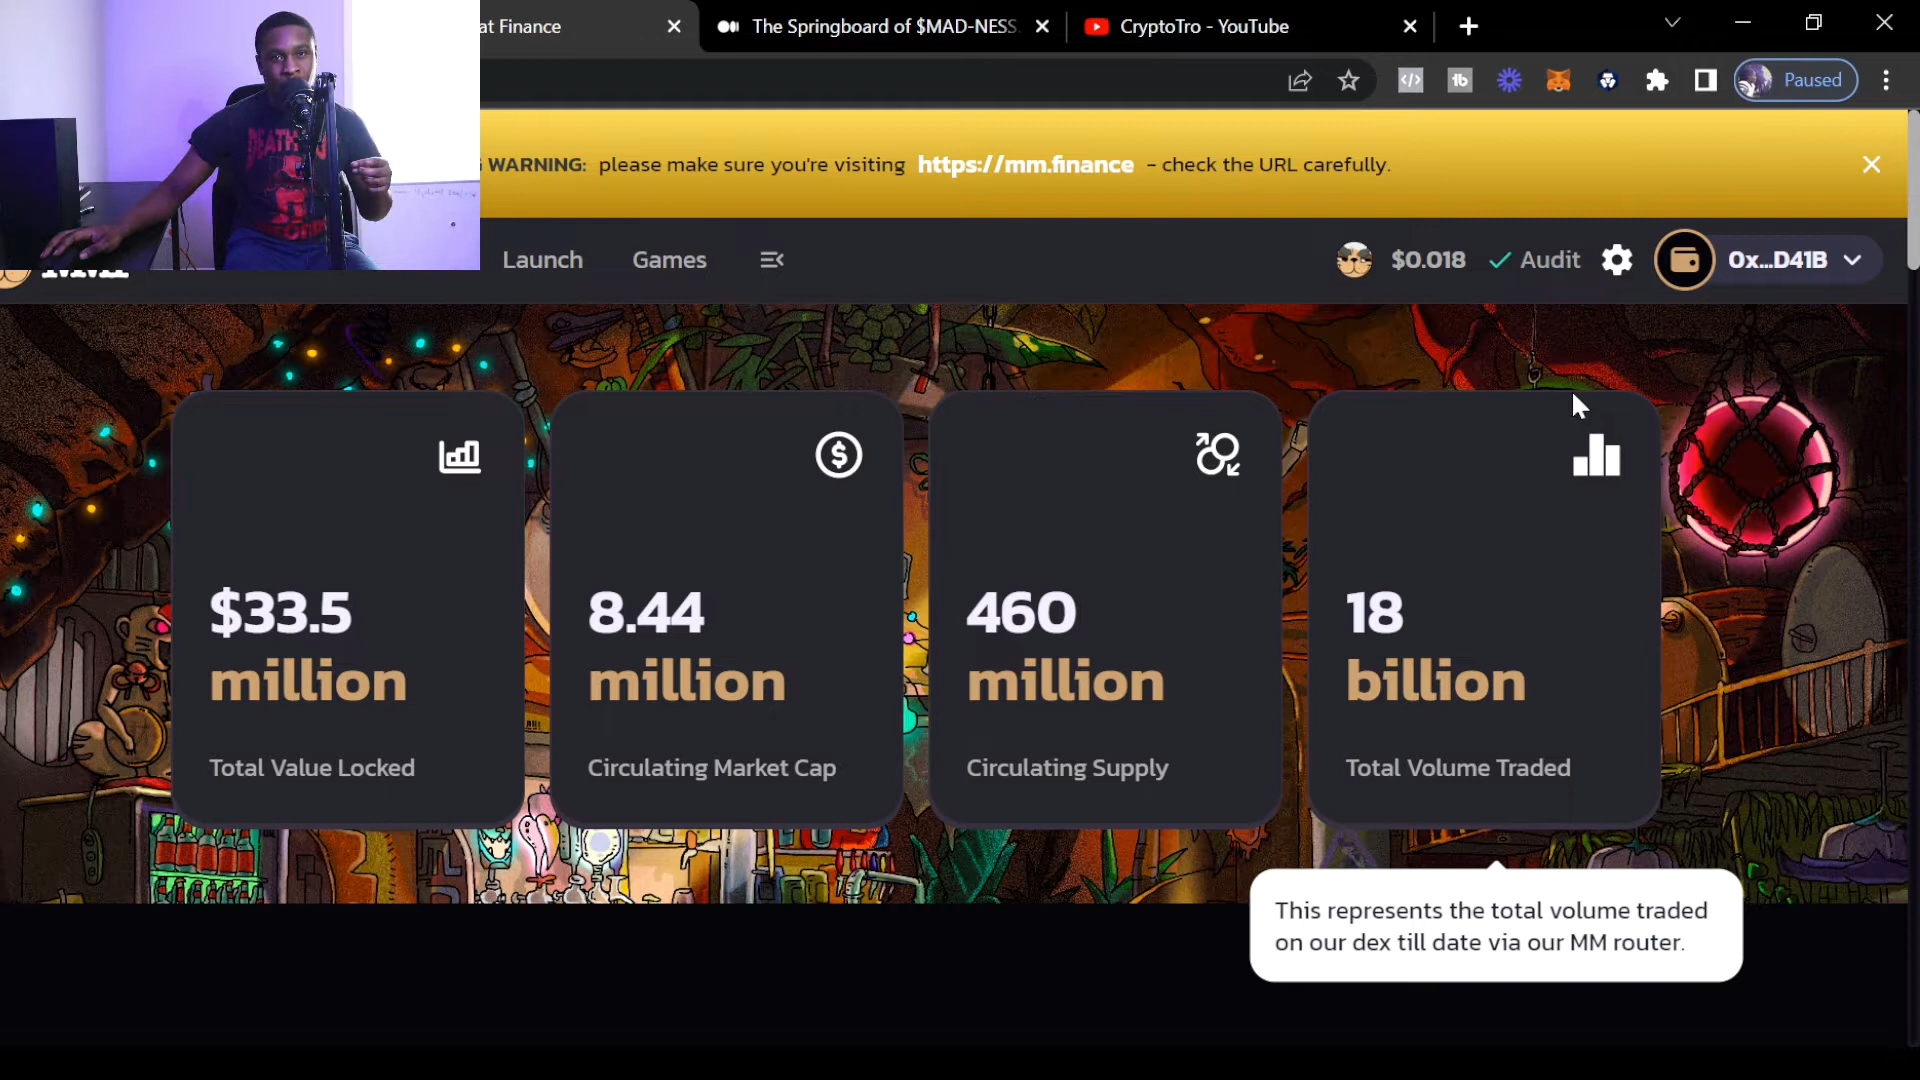 at Finance
The Springboard of $MAD-NESS
CryptoTro - YouTube
Paused
WARNING: please make sure you're visiting https://mm.finance - check the URL carefully.
Launch
Games
$0.018
Audit
0x...D41B
$33.5
million
Total Value Locked
8.44
million
Circulating Market Cap
460
million
Circulating Supply
18
billion
Total Volume Traded
This represents the total volume traded
on our dex till date via our MM router.
DEATH